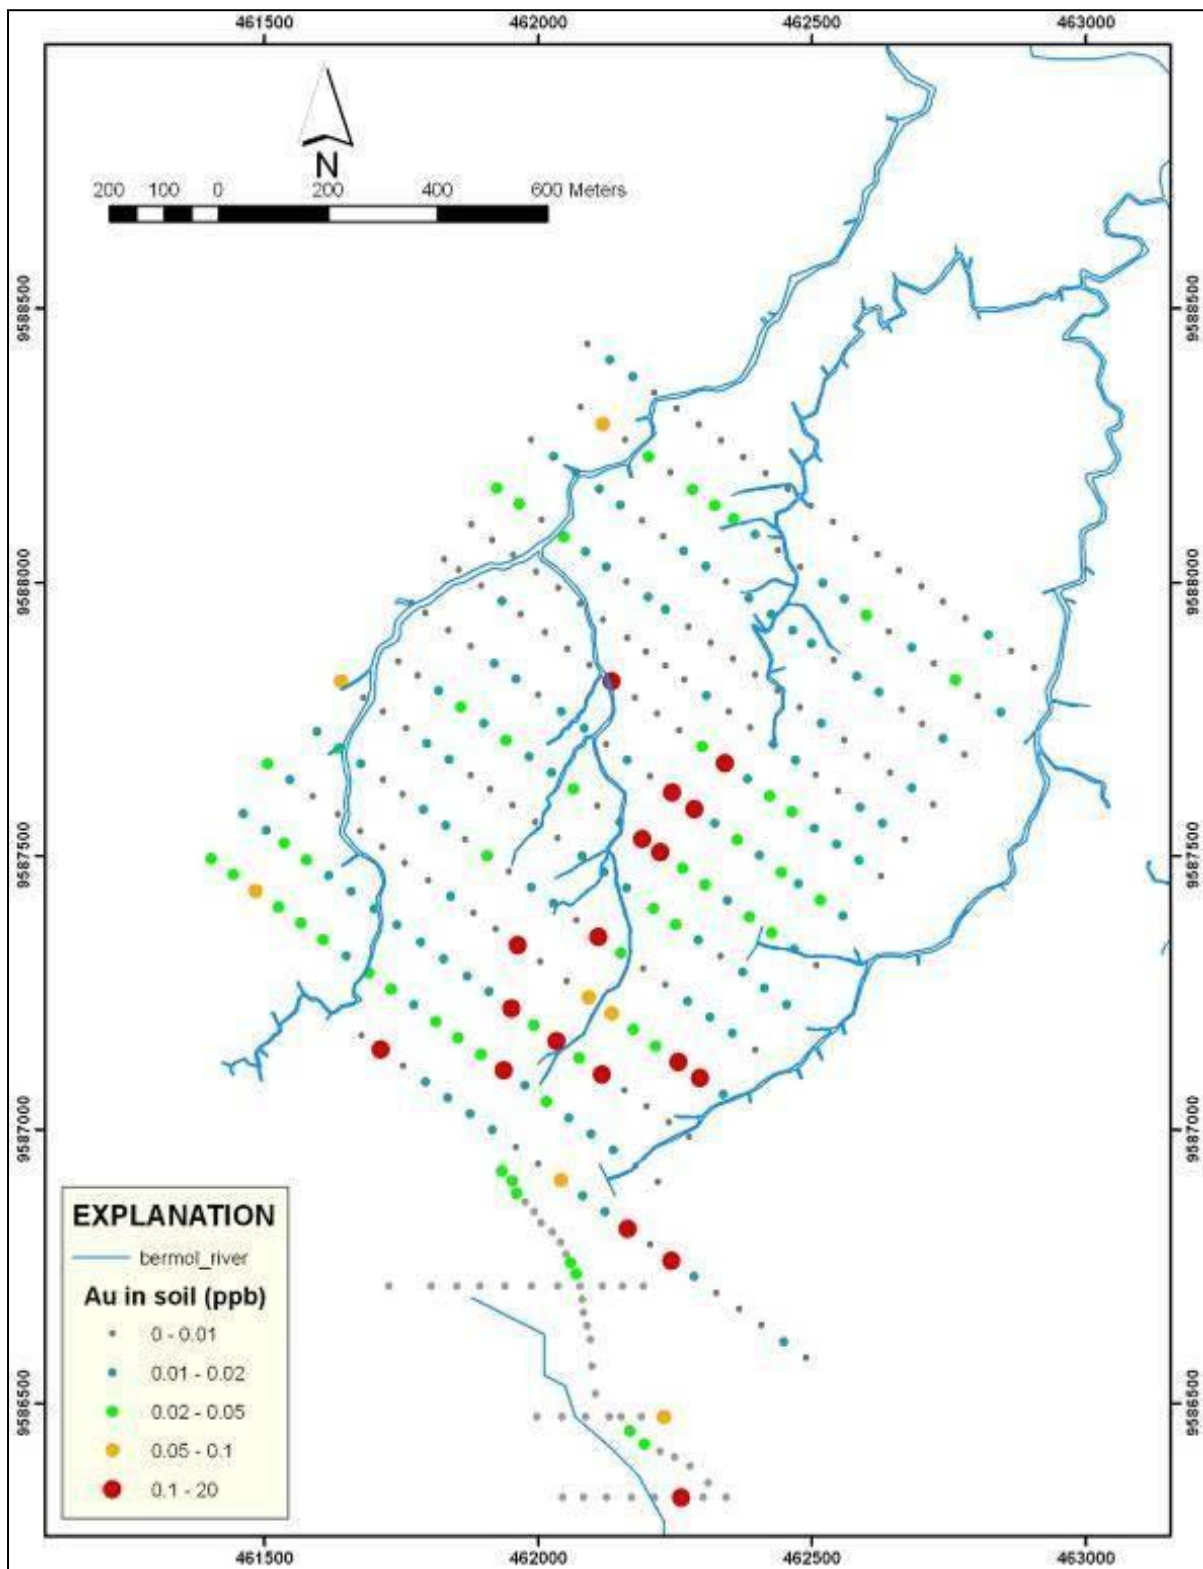 461500 462000 462500 463000
N
200 100 0 200 400 600 Meters
9588500 9588500
9588000 9588000
9587500 9587500
9587000 9587000
9586500 9586500
EXPLANATION
bermol_river
Au in soil (ppb)
0 - 0.01
0.01 - 0.02
0.02 - 0.05
0.05 - 0.1
0.1 - 20
461500 462000 462500 463000